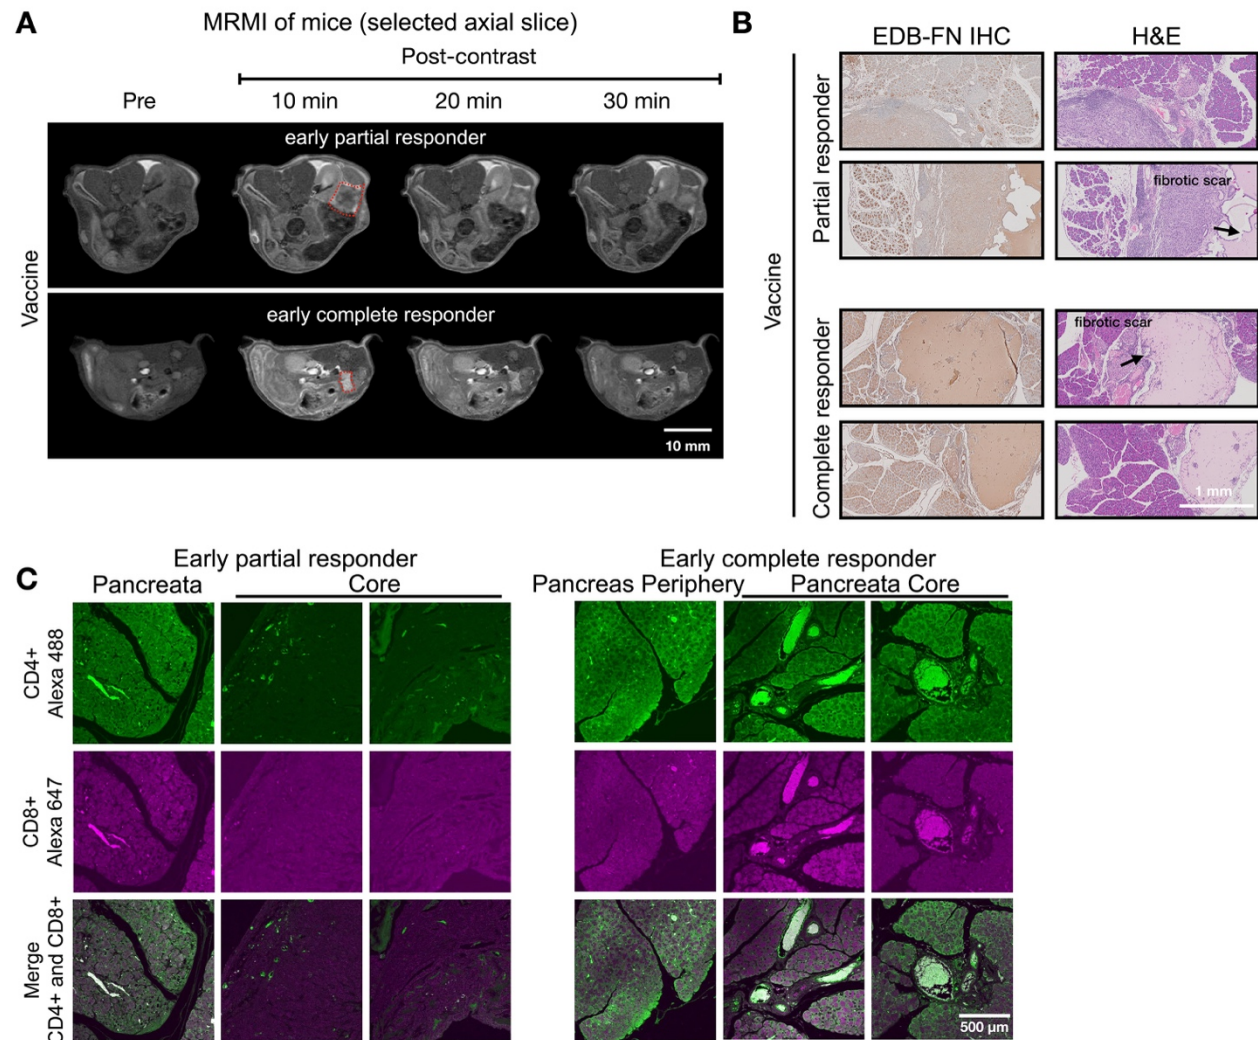 A
MRMI of mice (selected axial slice)
Post-contrast
Pre
10 min
20 min
30 min
early partial responder
Vaccine
early complete responder
10 mm
B
EDB-FN IHC
H&E
Vaccine
Partial responder
fibrotic scar
Complete responder
fibrotic scar
1 mm
C
Early partial responder
Early complete responder
Pancreata
Core
Pancreas Periphery
Pancreata Core
CD4+
Alexa 488
CD8+
Alexa 647
Merge
CD4+ and CD8+
500 µm